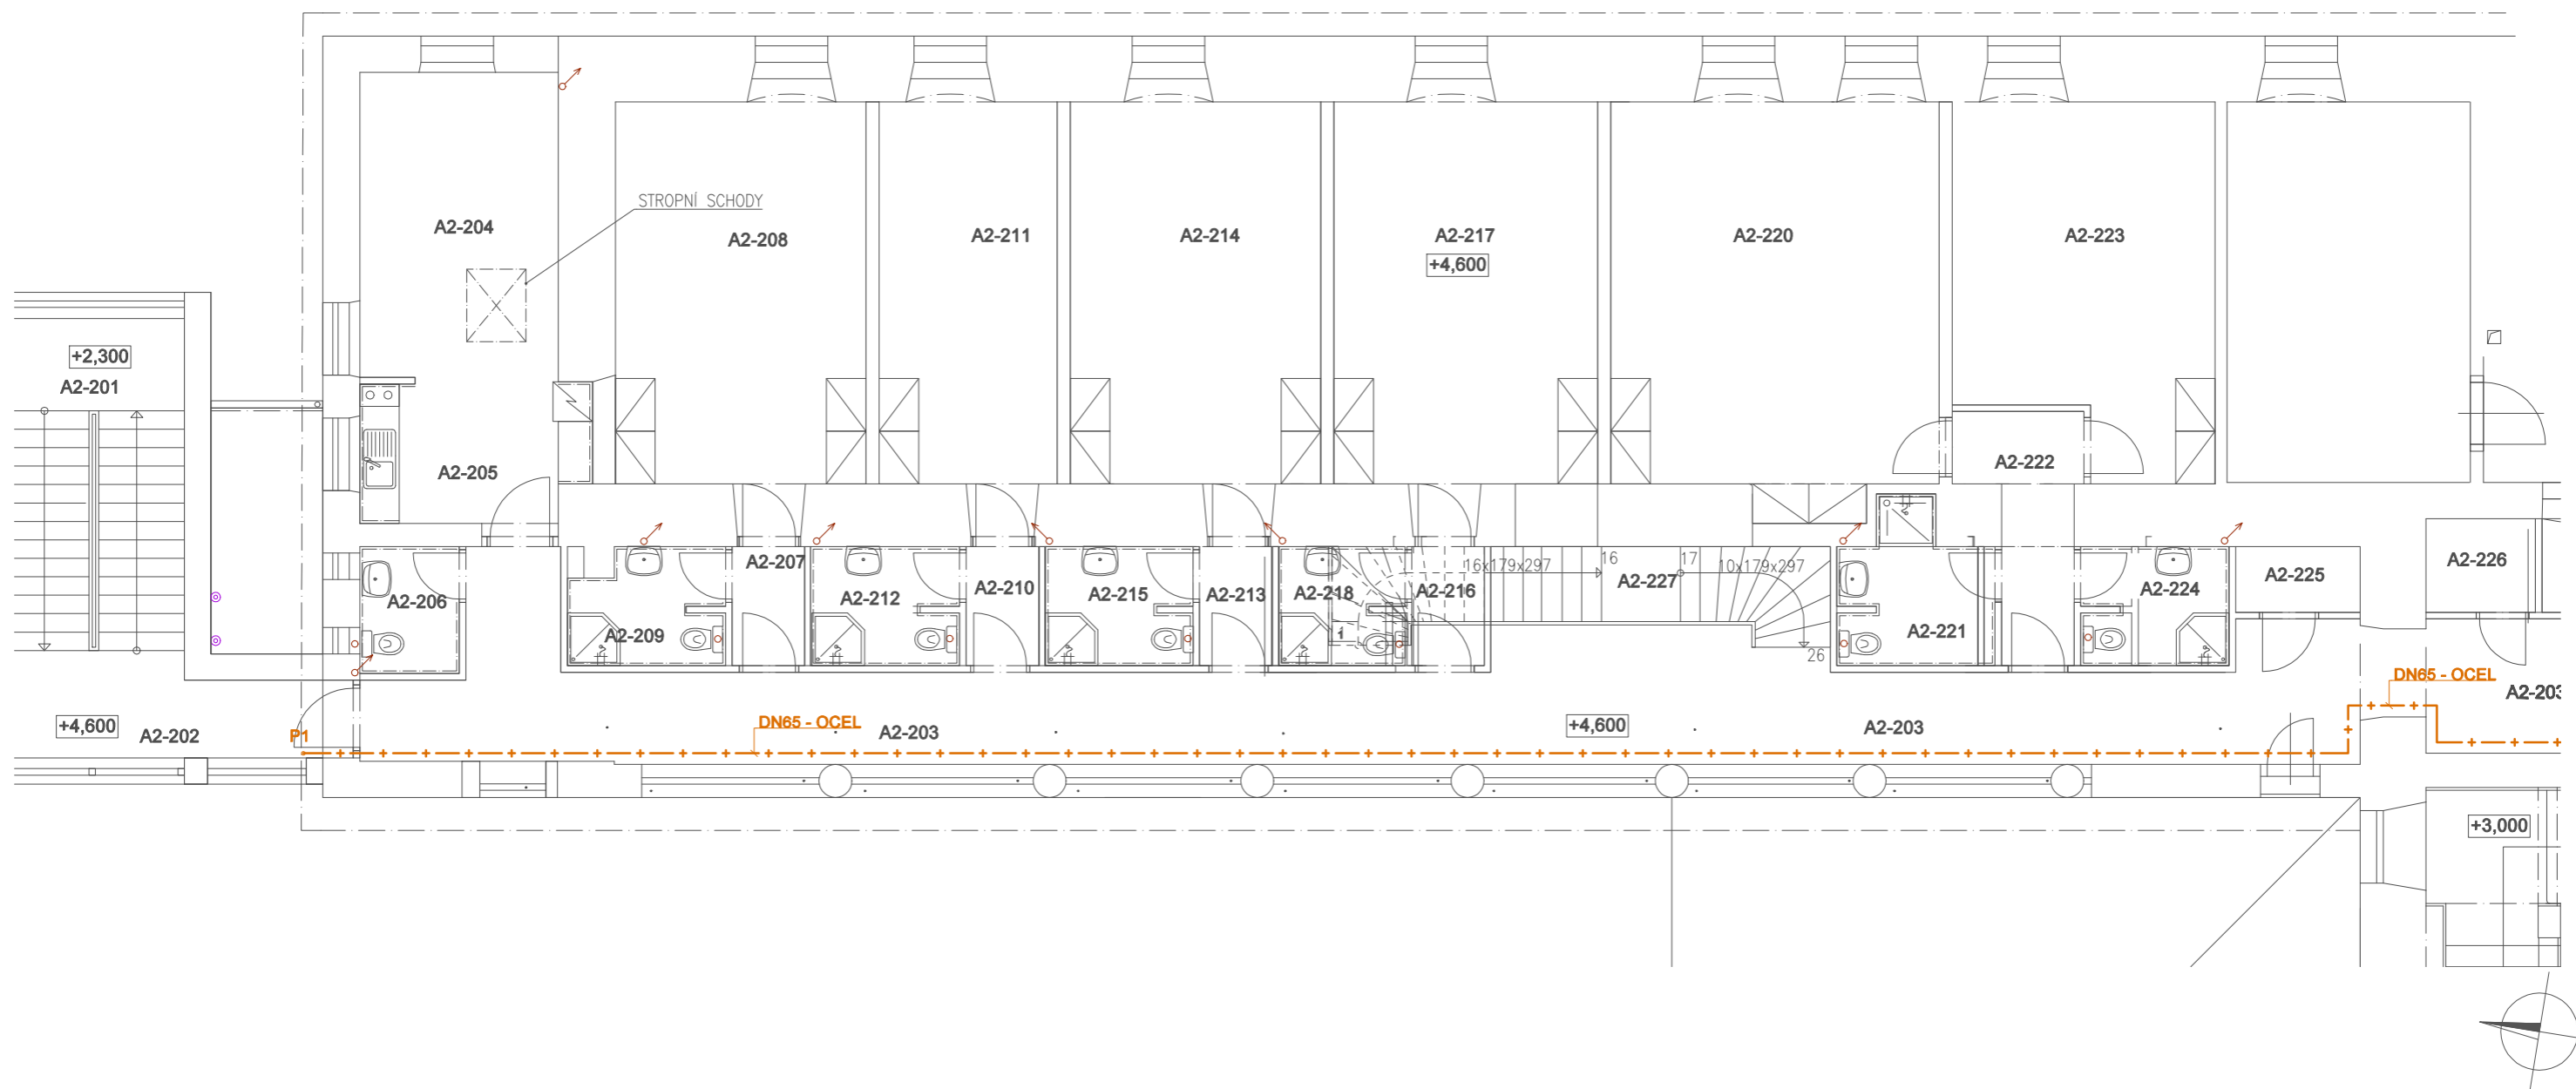 STROPNÍ SCHODY
A2-204
A2-208
A2-211
A2-214
A2-217
A2-220
A2-223
+4,600
+2,300
A2-201
A2-205
A2-222
A2-207
A2-206
A2-209
A2-212
A2-210
A2-215
A2-213
A2-218
A2-216
16x179x297
16
A2-227
17
10x179x297
26
1
A2-221
A2-224
A2-225
A2-226
DN65 - OCEL
A2-203
+4,600
A2-202
P1
DN65 - OCEL
A2-203
+4,600
A2-203
+3,000